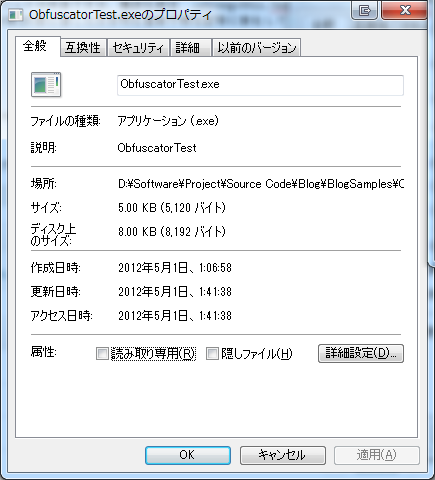 ObfuscatorTest.exeのプロパティ
全般 互換性 セキュリティ 詳細 以前のバージョン
ObfuscatorTest.exe
ファイルの種類: アプリケーション (.exe)
説明: ObfuscatorTest
場所: D:¥Software¥Project¥Source Code¥Blog¥BlogSamples¥
サイズ: 5.00 KB (5,120 バイト)
ディスク上
のサイズ: 8.00 KB (8,192 バイト)
作成日時: 2012年5月1日、1:06:58
更新日時: 2012年5月1日、1:41:38
アクセス日時: 2012年5月1日、1:41:38
属性: 読み取り専用(R) 隠しファイル(H) 詳細設定(D)...
OK キャンセル 適用(A)